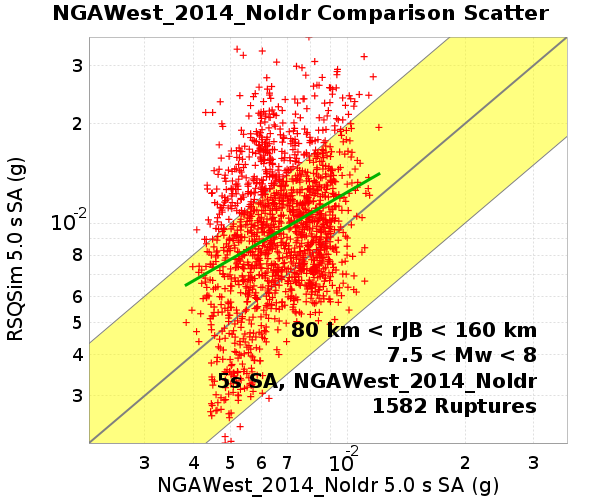 NGAWest_2014_NoIdr Comparison Scatter
RSQSim 5.0 s SA (g)
3
2
10-2
8
6
5
4
3
80 km < rJB < 160 km
7.5 < Mw < 8
5s SA, NGAWest_2014_NoIdr
1582 Ruptures
3 4 5 6 7 10-2 2 3
NGAWest_2014_NoIdr 5.0 s SA (g)